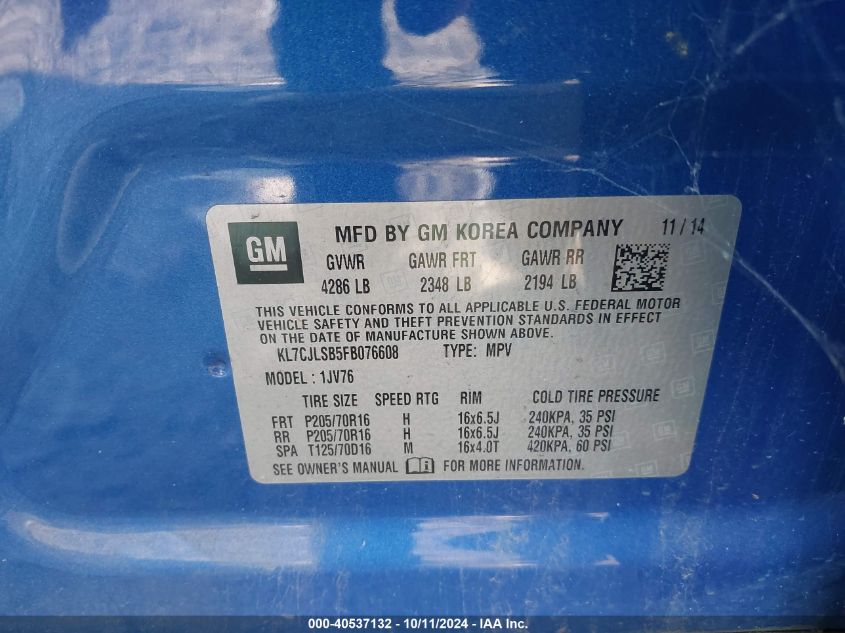 GM
MFD BY GM KOREA COMPANY 11 / 14
GVWR GAWR FRT GAWR RR
4286 LB 2348 LB 2194 LB
THIS VEHICLE CONFORMS TO ALL APPLICABLE U.S. FEDERAL MOTOR
VEHICLE SAFETY AND THEFT PREVENTION STANDARDS IN EFFECT
ON THE DATE OF MANUFACTURE SHOWN ABOVE.
KL7CJLSB5FB076608 TYPE: MPV
MODEL : 1JV76
TIRE SIZE SPEED RTG RIM COLD TIRE PRESSURE
FRT P205/70R16 H 16x6.5J 240KPA, 35 PSI
RR P205/70R16 H 16x6.5J 240KPA, 35 PSI
SPA T125/70D16 M 16x4.0T 420KPA, 60 PSI
SEE OWNER'S MANUAL FOR MORE INFORMATION.
000-40537132 - 10/11/2024 - IAA Inc.